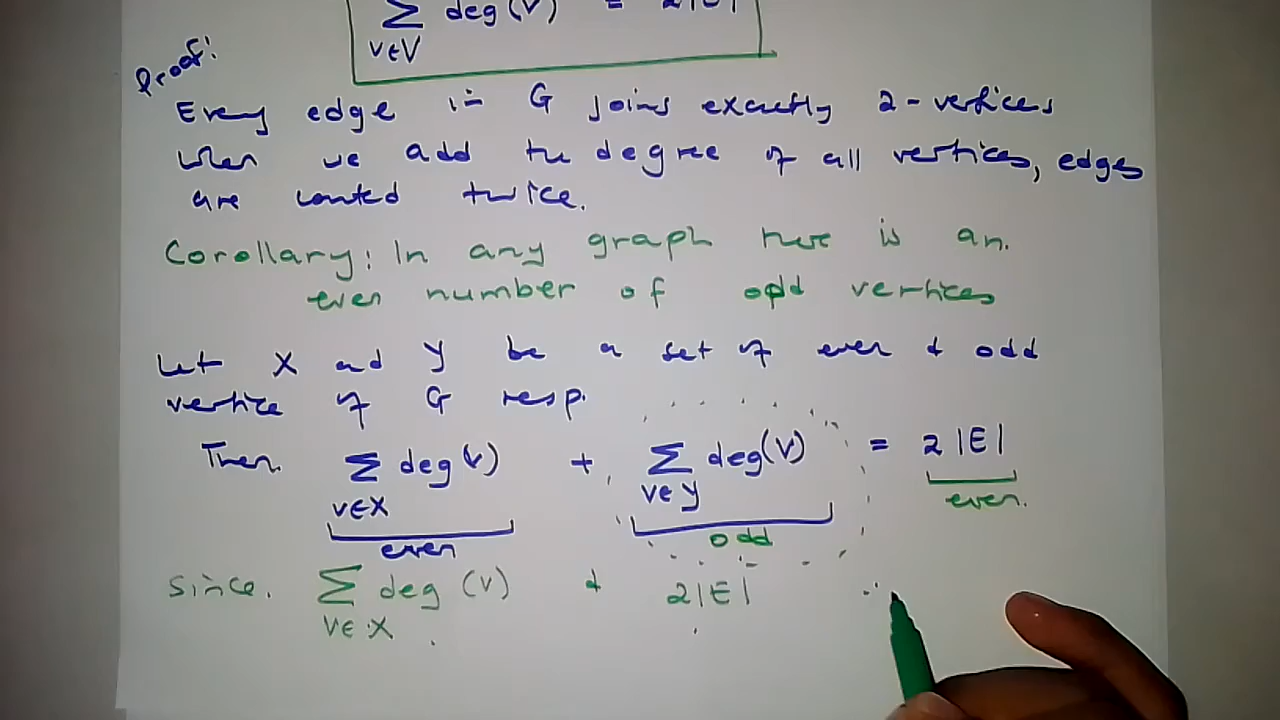 ∑ deg(V) = 2|E|
V∈V
Proof:
Every edge in G joins exactly 2-vertices
when we add the degree of all vertices, edges
are counted twice.
Corollary: In any graph there is an
even number of odd vertices
Let X and Y be a set of even & odd
vertice of G resp.
Then. ∑ deg(v) + ∑ deg(V) = 2|E|
V∈X V∈Y even.
even odd
Since. ∑ deg (v) & 2|E|
V∈X